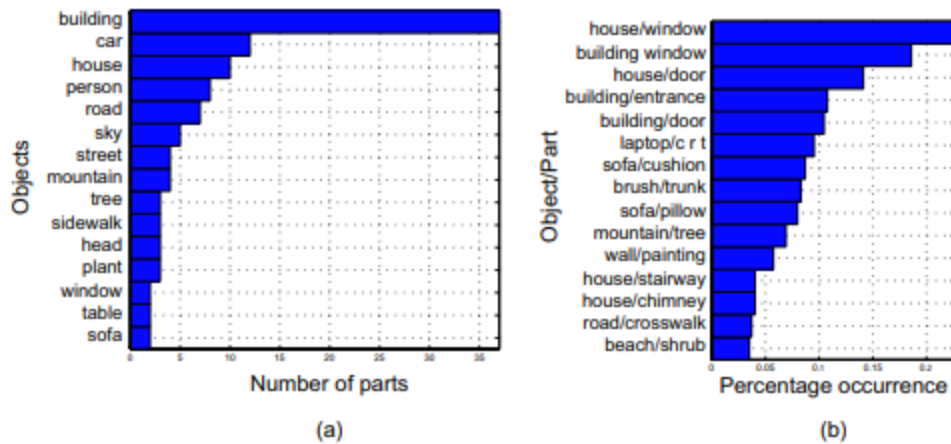 building
car
house
person
road
sky
street
mountain
tree
sidewalk
head
plant
window
table
sofa
Objects
0 5 10 15 20 25 30 35
Number of parts
(a)
house/window
building window
house/door
building/entrance
building/door
laptop/c r t
sofa/cushion
brush/trunk
sofa/pillow
mountain/tree
wall/painting
house/stairway
house/chimney
road/crosswalk
beach/shrub
Object/Part
0 0.05 0.1 0.15 0.2
Percentage occurrence
(b)